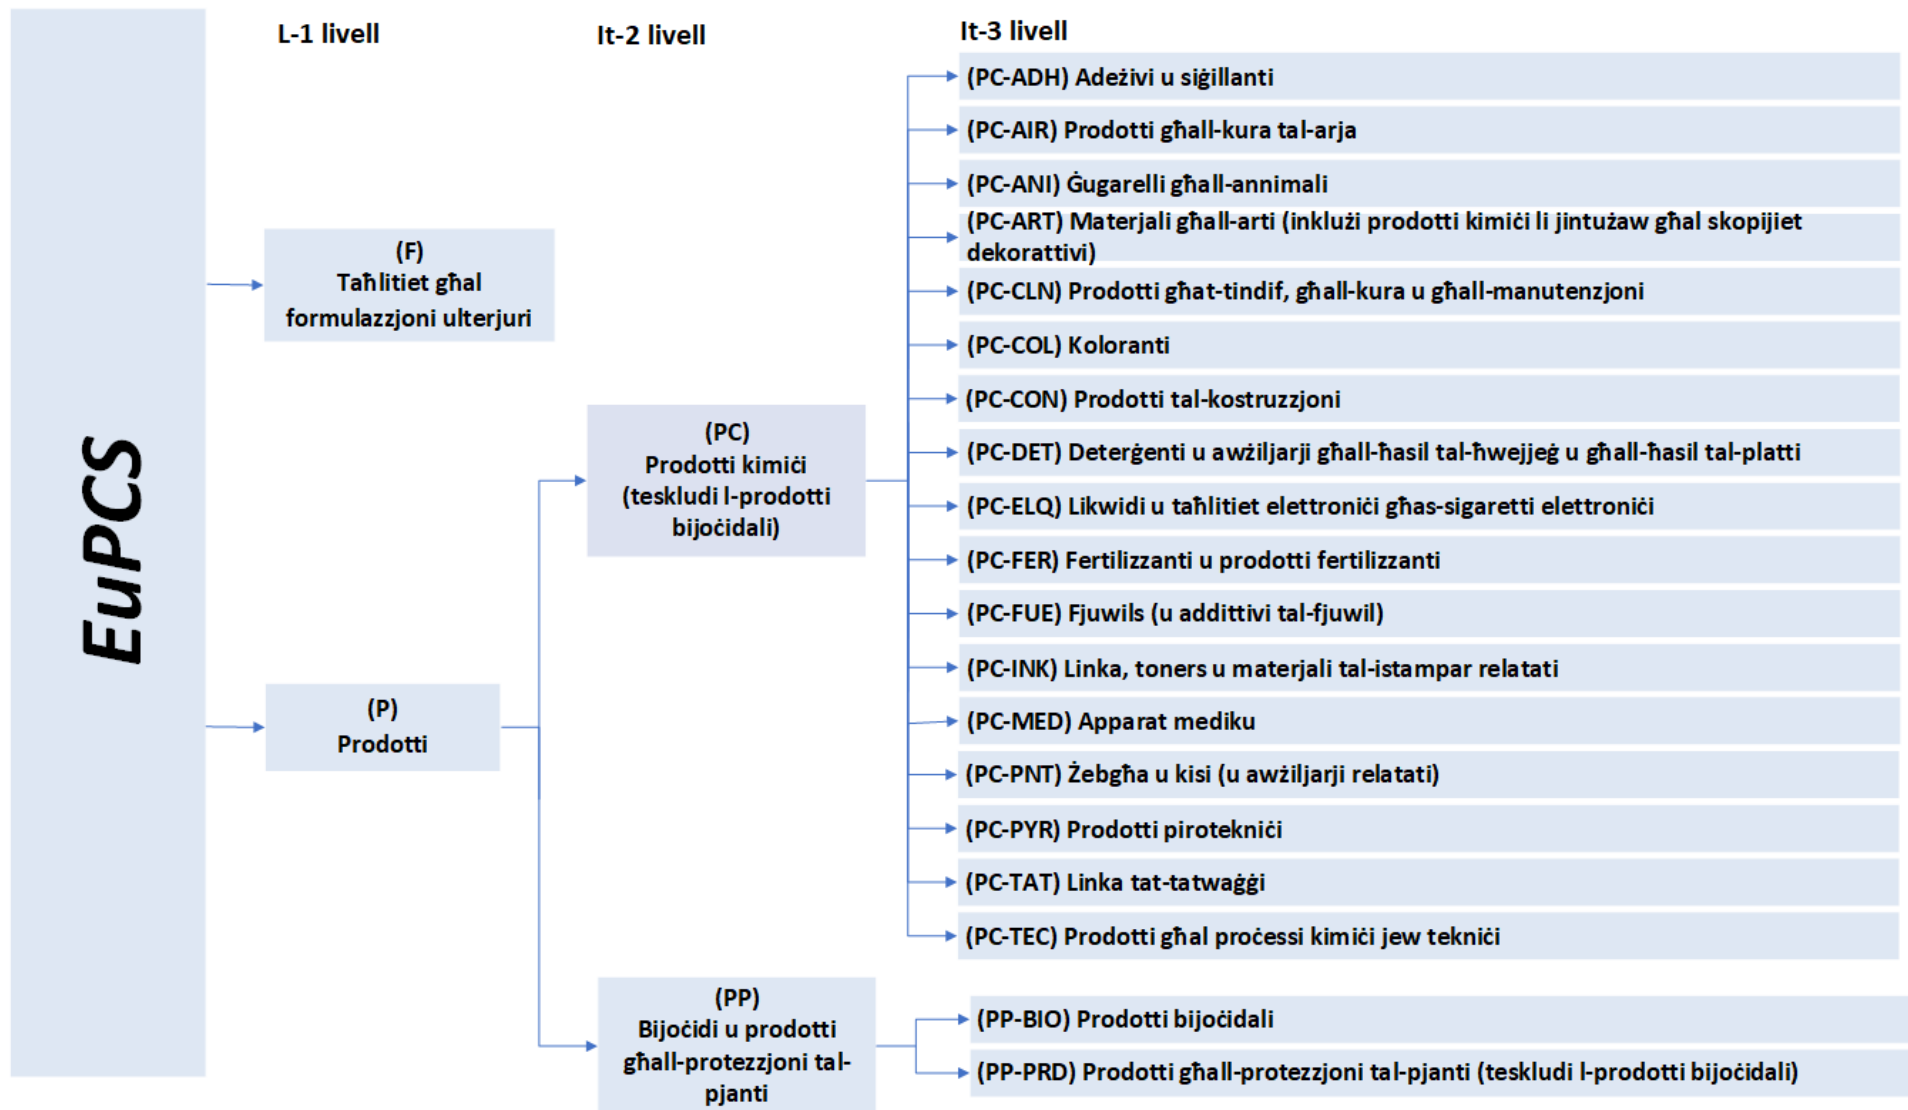 EuPCS
L-1 livell
It-2 livell
It-3 livell
(F)
Taħlitiet għal
formulazzjoni ulterjuri
(P)
Prodotti
(PC)
Prodotti kimiċi
(teskludi l-prodotti
bijoċidali)
(PP)
Bijoċidi u prodotti
għall-protezzjoni tal-
pjanti
(PC-ADH) Adeżivi u siġillanti
(PC-AIR) Prodotti għall-kura tal-arja
(PC-ANI) Ġugarelli għall-annimali
(PC-ART) Materjali għall-arti (inklużi prodotti kimiċi li jintużaw għal skopijiet
dekorattivi)
(PC-CLN) Prodotti għat-tindif, għall-kura u għall-manutenzjoni
(PC-COL) Koloranti
(PC-CON) Prodotti tal-kostruzzjoni
(PC-DET) Deterġenti u awżiljarji għall-ħasil tal-ħwejjeġ u għall-ħasil tal-platti
(PC-ELQ) Likwidi u taħlitiet elettroniċi għas-sigaretti elettroniċi
(PC-FER) Fertilizzanti u prodotti fertilizzanti
(PC-FUE) Fjuwils (u addittivi tal-fjuwil)
(PC-INK) Linka, toners u materjali tal-istampar relatati
(PC-MED) Apparat mediku
(PC-PNT) Żebgħa u kisi (u awżiljarji relatati)
(PC-PYR) Prodotti pirotekniċi
(PC-TAT) Linka tat-tatwaġġi
(PC-TEC) Prodotti għal proċessi kimiċi jew tekniċi
(PP-BIO) Prodotti bijoċidali
(PP-PRD) Prodotti għall-protezzjoni tal-pjanti (teskludi l-prodotti bijoċidali)